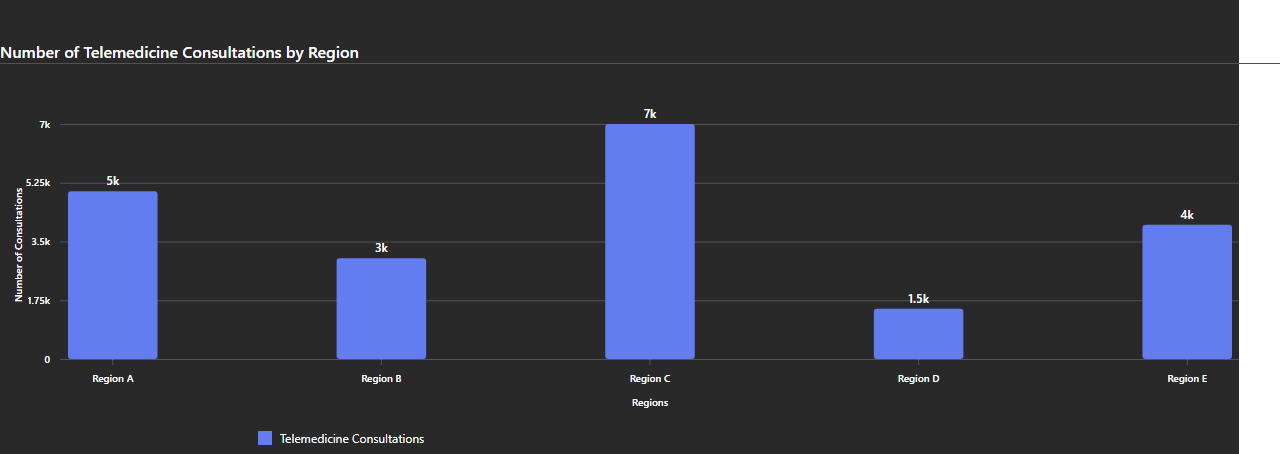 Number of Telemedicine Consultations by Region
7k
7k
5.25k
5k
Number of Consultations
4k
3.5k
3k
1.75k
1.5k
0
Region A Region B Region C Region D Region E
Regions
Telemedicine Consultations